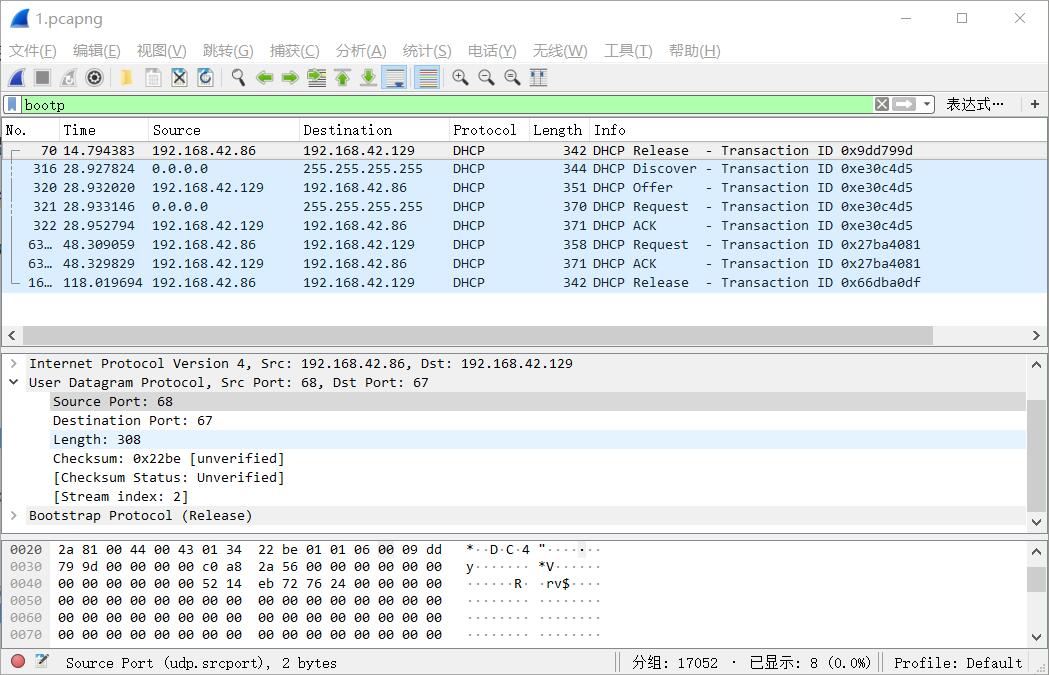 1.pcapng
文件(F) 编辑(E) 视图(V) 跳转(G) 捕获(C) 分析(A) 统计(S) 电话(Y) 无线(W) 工具(T) 帮助(H)
bootp 表达式… +
No. Time Source Destination Protocol Length Info
70 14.794383 192.168.42.86 192.168.42.129 DHCP 342 DHCP Release - Transaction ID 0x9dd799d
316 28.927824 0.0.0.0 255.255.255.255 DHCP 344 DHCP Discover - Transaction ID 0xe30c4d5
320 28.932020 192.168.42.129 192.168.42.86 DHCP 351 DHCP Offer - Transaction ID 0xe30c4d5
321 28.933146 0.0.0.0 255.255.255.255 DHCP 370 DHCP Request - Transaction ID 0xe30c4d5
322 28.952794 192.168.42.129 192.168.42.86 DHCP 371 DHCP ACK - Transaction ID 0xe30c4d5
63… 48.309059 192.168.42.86 192.168.42.129 DHCP 358 DHCP Request - Transaction ID 0x27ba4081
63… 48.329829 192.168.42.129 192.168.42.86 DHCP 371 DHCP ACK - Transaction ID 0x27ba4081
16… 118.019694 192.168.42.86 192.168.42.129 DHCP 342 DHCP Release - Transaction ID 0x66dba0df
Internet Protocol Version 4, Src: 192.168.42.86, Dst: 192.168.42.129
User Datagram Protocol, Src Port: 68, Dst Port: 67
Source Port: 68
Destination Port: 67
Length: 308
Checksum: 0x22be [unverified]
[Checksum Status: Unverified]
[Stream index: 2]
Bootstrap Protocol (Release)
0020 2a 81 00 44 00 43 01 34 22 be 01 01 06 00 09 dd *··D·C·4 "·······
0030 79 9d 00 00 00 00 c0 a8 2a 56 00 00 00 00 00 00 y······· *V······
0040 00 00 00 00 00 00 52 14 eb 72 76 24 00 00 00 00 ······R· ·rv$····
0050 00 00 00 00 00 00 00 00 00 00 00 00 00 00 00 00 ········ ········
0060 00 00 00 00 00 00 00 00 00 00 00 00 00 00 00 00 ········ ········
0070 00 00 00 00 00 00 00 00 00 00 00 00 00 00 00 00 ········ ········
Source Port (udp.srcport), 2 bytes 分组: 17052 · 已显示: 8 (0.0%) Profile: Default